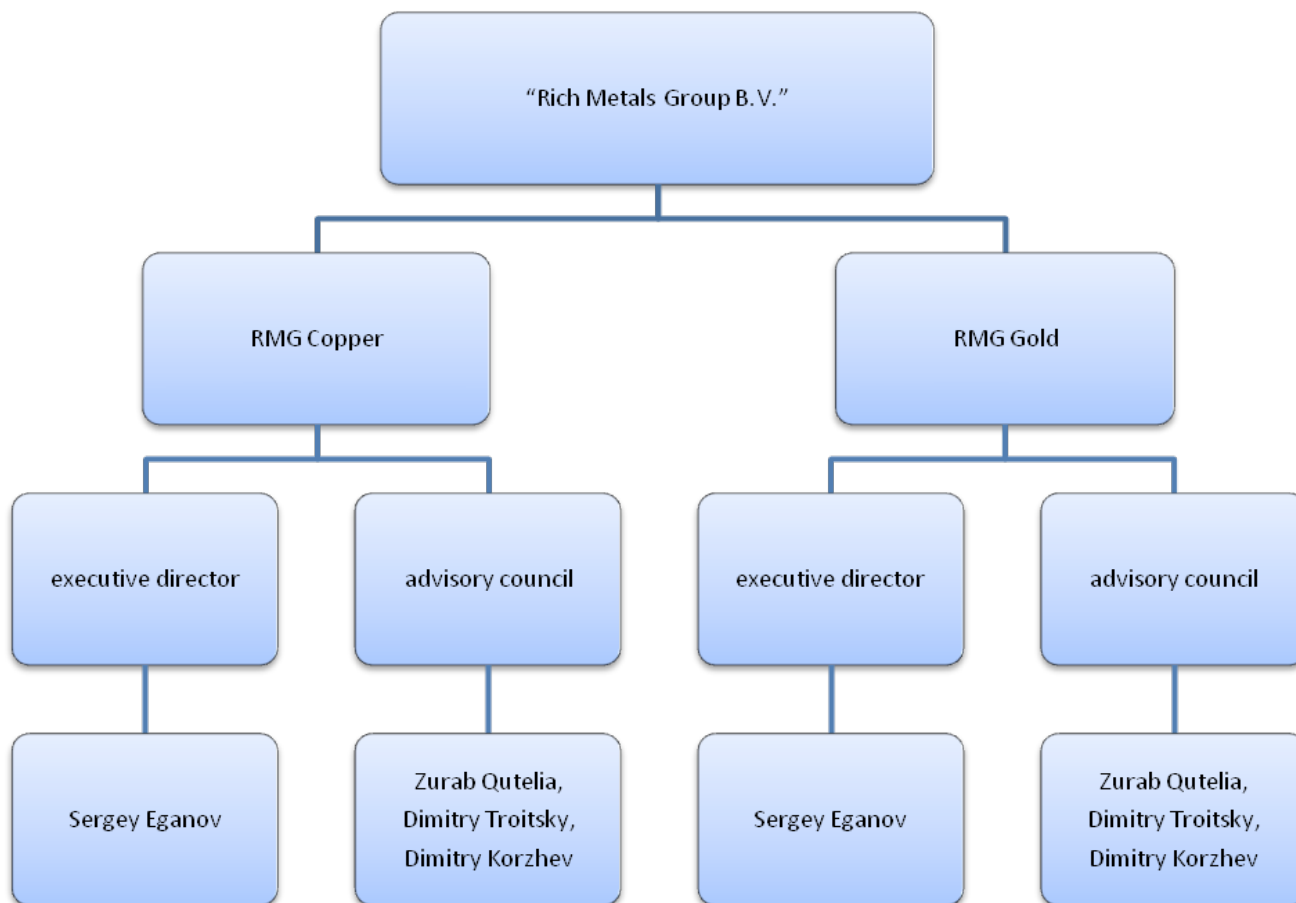 “Rich Metals Group B.V.”
RMG Copper
RMG Gold
executive director
advisory council
executive director
advisory council
Sergey Eganov
Zurab Qutelia,
Dimitry Troitsky,
Dimitry Korzhev
Sergey Eganov
Zurab Qutelia,
Dimitry Troitsky,
Dimitry Korzhev